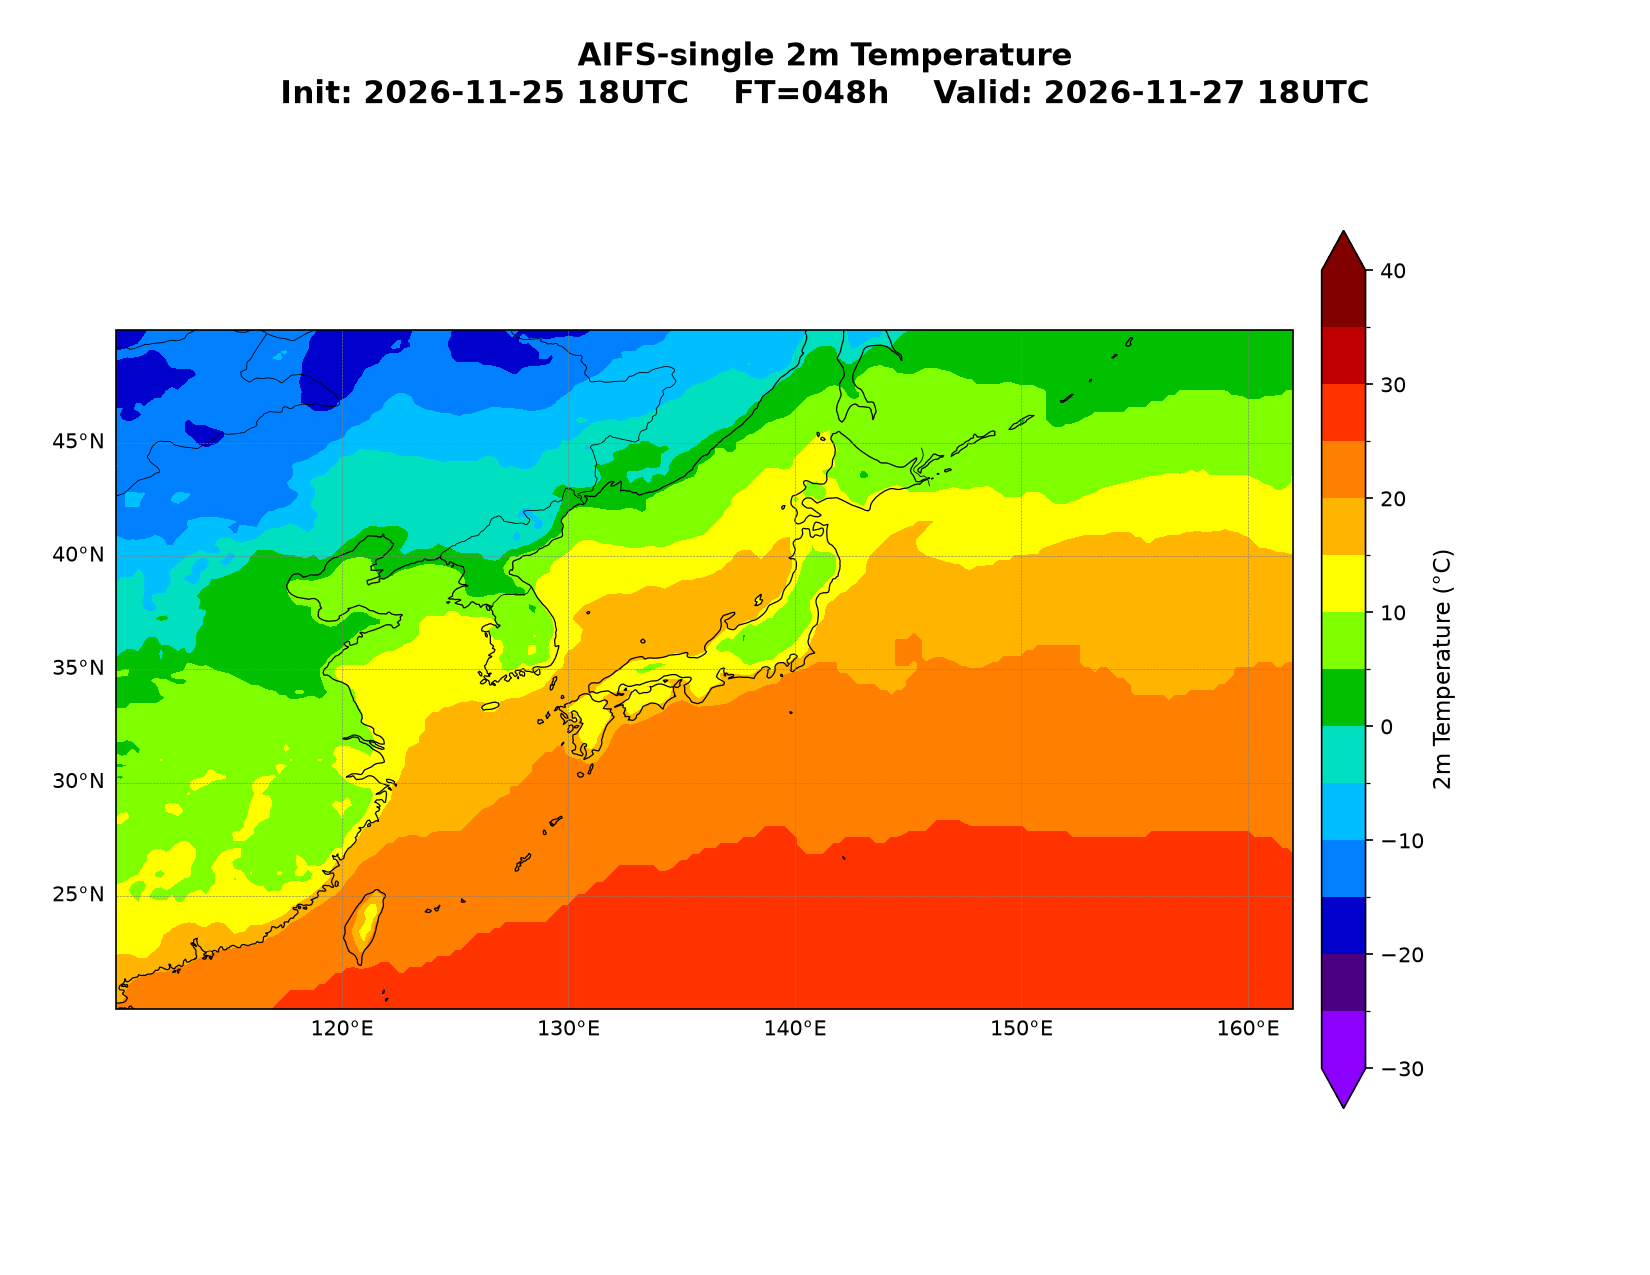 AIFS-single 2m Temperature
Init: 2026-11-25 18UTC    FT=048h    Valid: 2026-11-27 18UTC
45°N
40°N
35°N
30°N
25°N
120°E
130°E
140°E
150°E
160°E
40
30
20
10
0
−10
−20
−30
2m Temperature (°C)